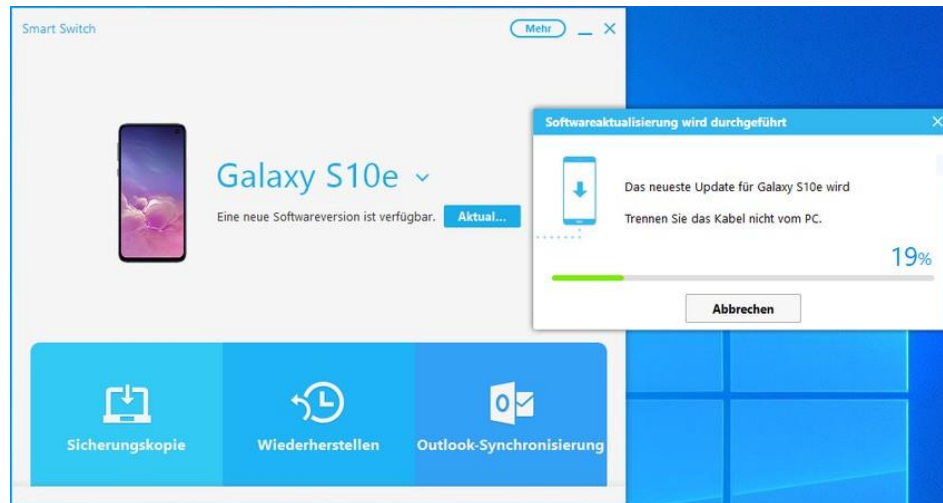 Smart Switch
Mehr
Softwareaktualisierung wird durchgeführt
Galaxy S10e
Eine neue Softwareversion ist verfügbar.
Aktual...
Das neueste Update für Galaxy S10e wird
Trennen Sie das Kabel nicht vom PC.
19%
Abbrechen
Sicherungskopie
Wiederherstellen
Outlook-Synchronisierung